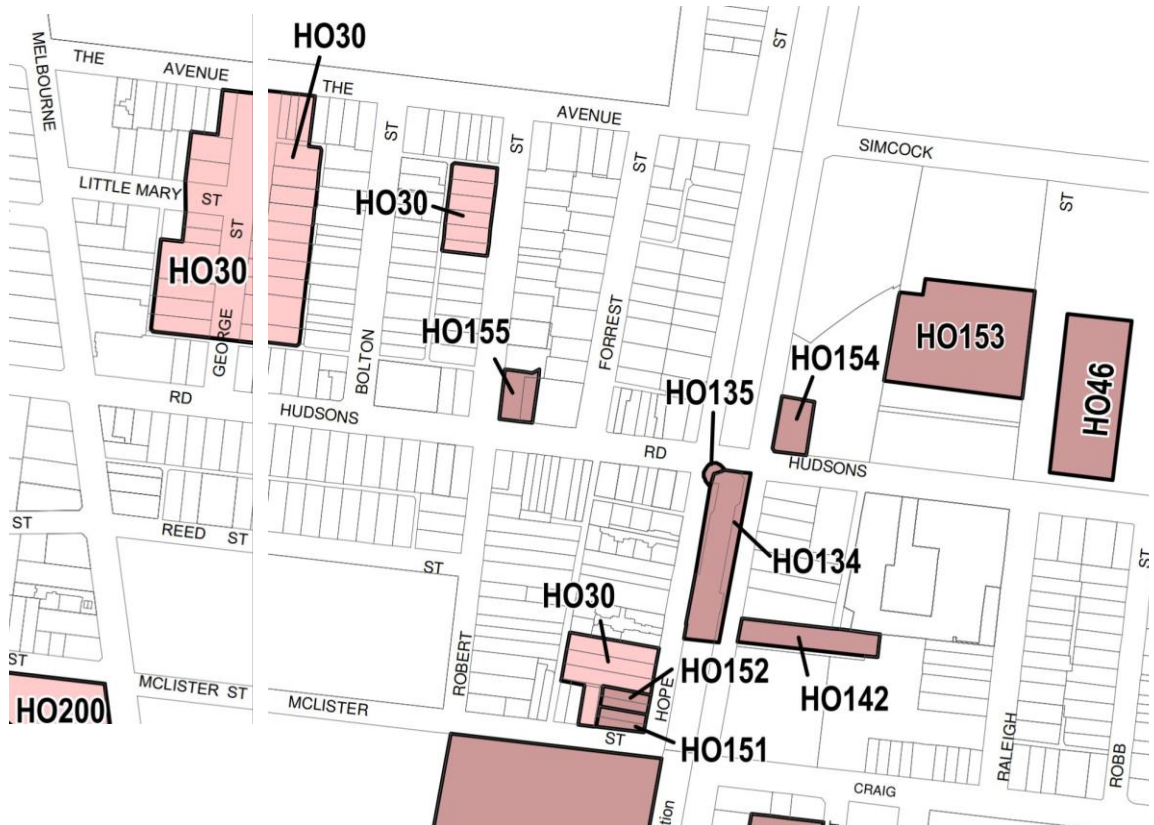 HO30
ST
MELBOURNE
THE
AVENUE
THE
AVENUE
ST
ST
ST
SIMCOCK
LITTLE MARY
ST
ST
HO30
ST
HO30
HO155
FORREST
HO153
HO154
HO46
GEORGE
BOLTON
HO135
RD
HUDSONS
RD
HUDSONS
ST
REED
ST
ST
HO134
ST
HO30
HO152
ST
MCLISTER ST
ROBERT
HOPE
HO142
HO200
MCLISTER
ST
HO151
RALEIGH
ROBB
CRAIG
tion